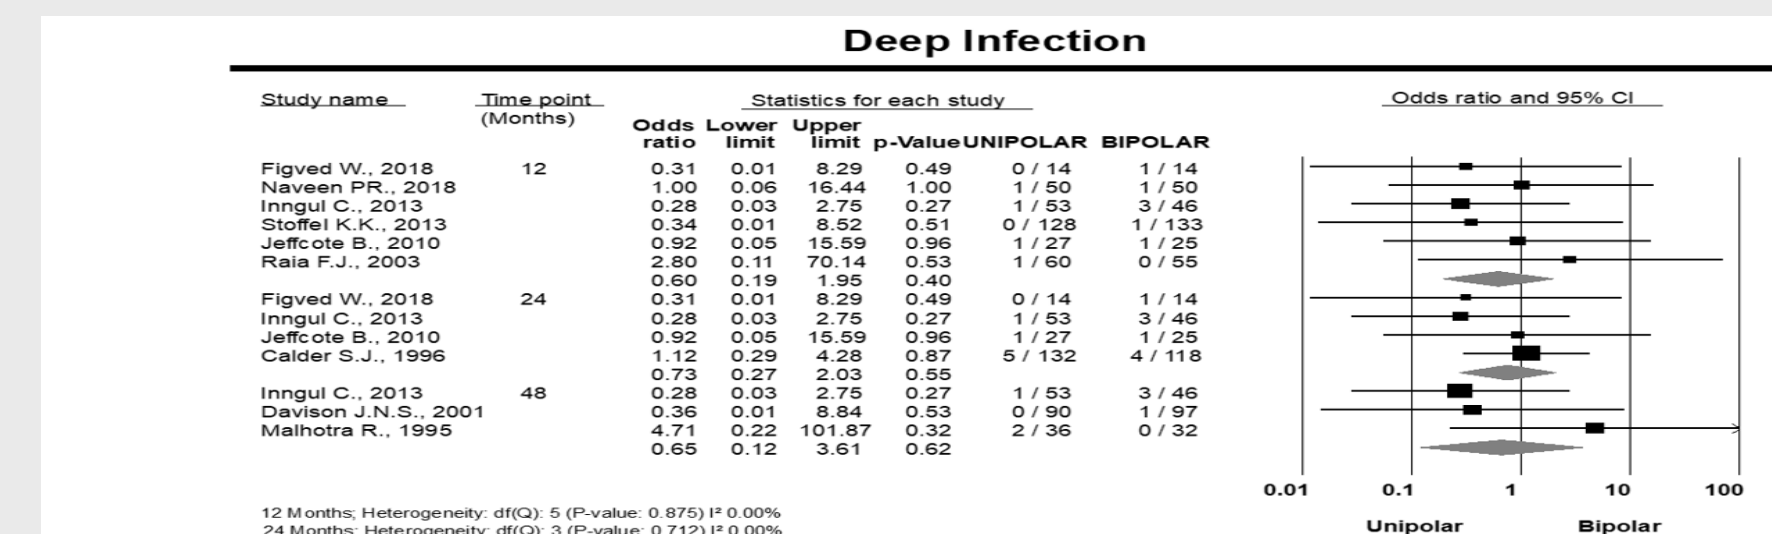 Deep Infection
Study name Time point (Months) Statistics for each study Odds ratio and 95% CI
Odds ratio Lower limit Upper limit p-Value UNIPOLAR BIPOLAR
Figved W., 2018 12 0.31 0.01 8.29 0.49 0 / 14 1 / 14
Naveen PR., 2018 1.00 0.06 16.44 1.00 1 / 50 1 / 50
Inngul C., 2013 0.28 0.03 2.75 0.27 1 / 53 3 / 46
Stoffel K.K., 2013 0.34 0.01 8.52 0.51 0 / 128 1 / 133
Jeffcote B., 2010 0.92 0.05 15.59 0.96 1 / 27 1 / 25
Raia F.J., 2003 2.80 0.11 70.14 0.53 1 / 60 0 / 55
0.60 0.19 1.95 0.40
Figved W., 2018 24 0.31 0.01 8.29 0.49 0 / 14 1 / 14
Inngul C., 2013 0.28 0.03 2.75 0.27 1 / 53 3 / 46
Jeffcote B., 2010 0.92 0.05 15.59 0.96 1 / 27 1 / 25
Calder S.J., 1996 1.12 0.29 4.28 0.87 5 / 132 4 / 118
0.73 0.27 2.03 0.55
Inngul C., 2013 48 0.28 0.03 2.75 0.27 1 / 53 3 / 46
Davison J.N.S., 2001 0.36 0.01 8.84 0.53 0 / 90 1 / 97
Malhotra R., 1995 4.71 0.22 101.87 0.32 2 / 36 0 / 32
0.65 0.12 3.61 0.62
0.01 0.1 1 10 100
Unipolar Bipolar
12 Months; Heterogeneity: df(Q): 5 (P-value: 0.875) I² 0.00%
24 Months: Heterogeneity: df(Q): 3 (P-value: 0.712) I² 0.00%